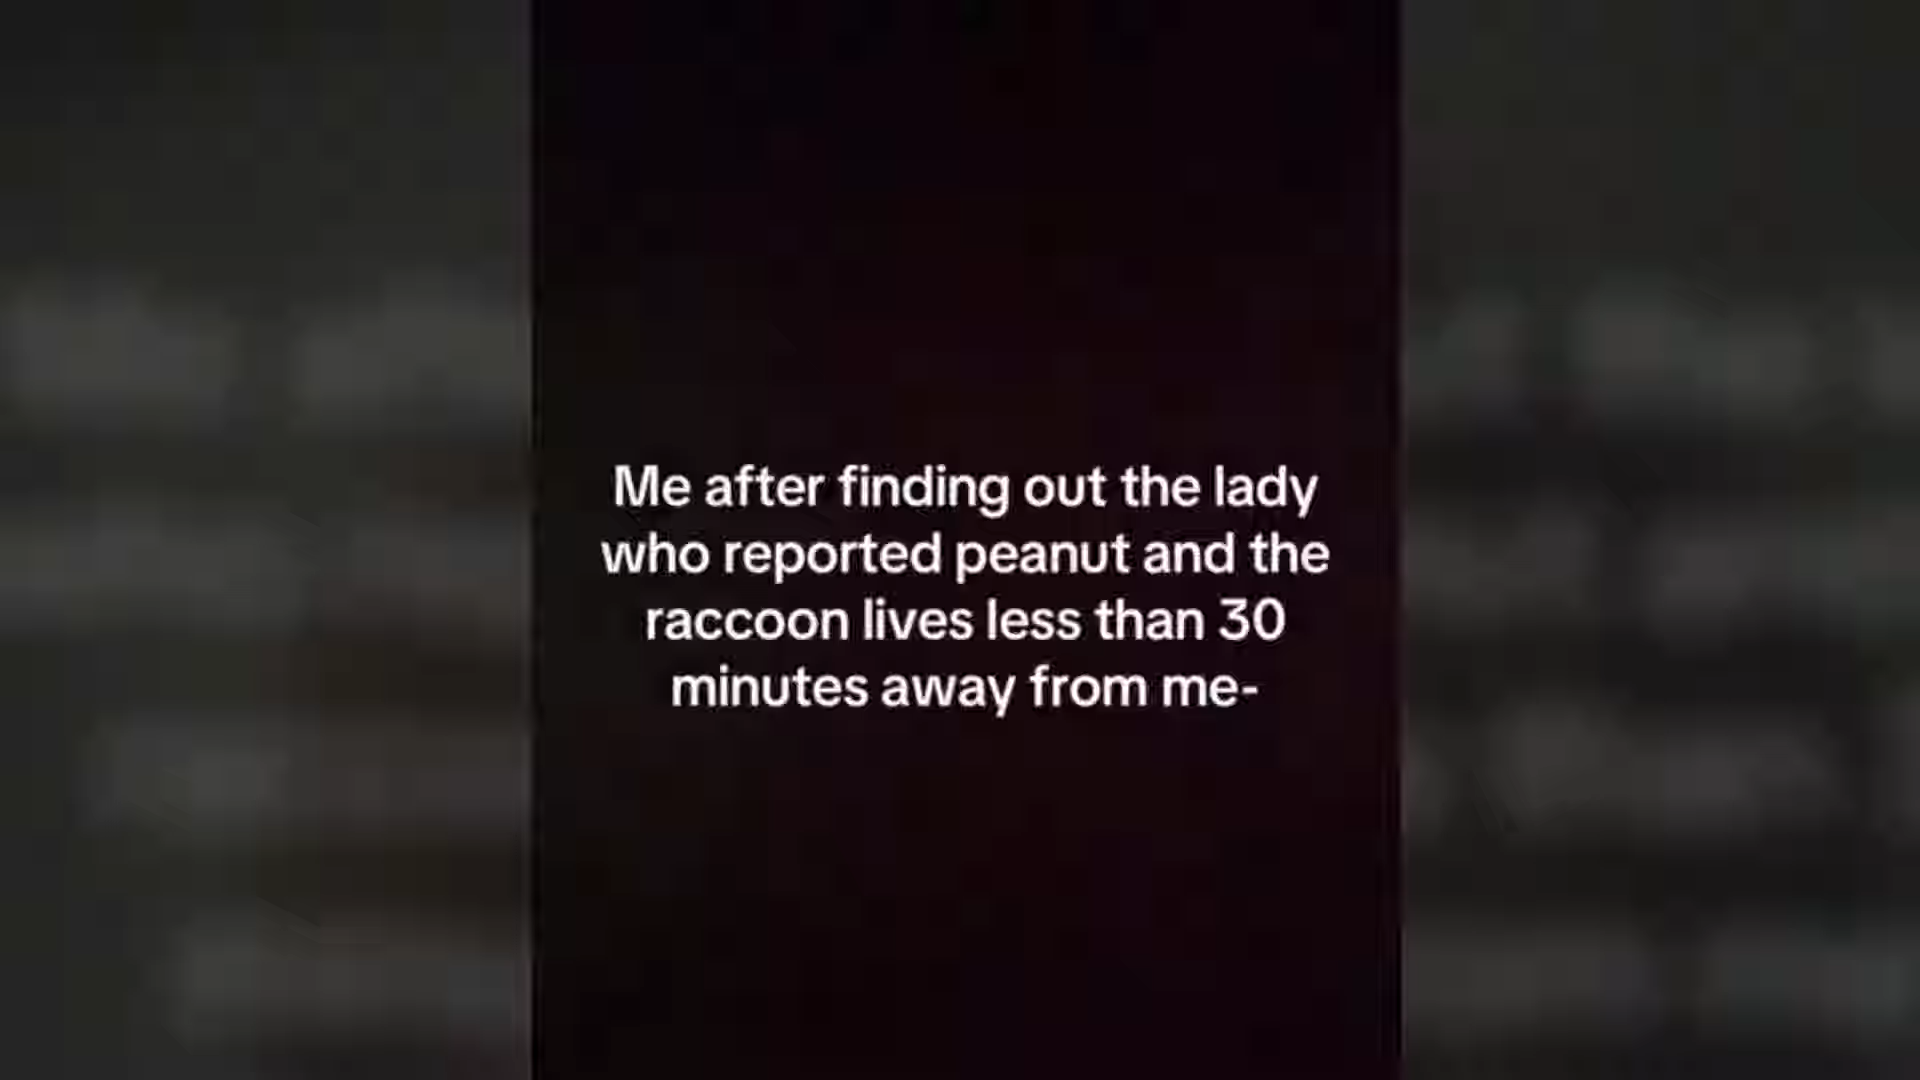 Me after finding out the lady
who reported peanut and the
raccoon lives less than 30
minutes away from me-